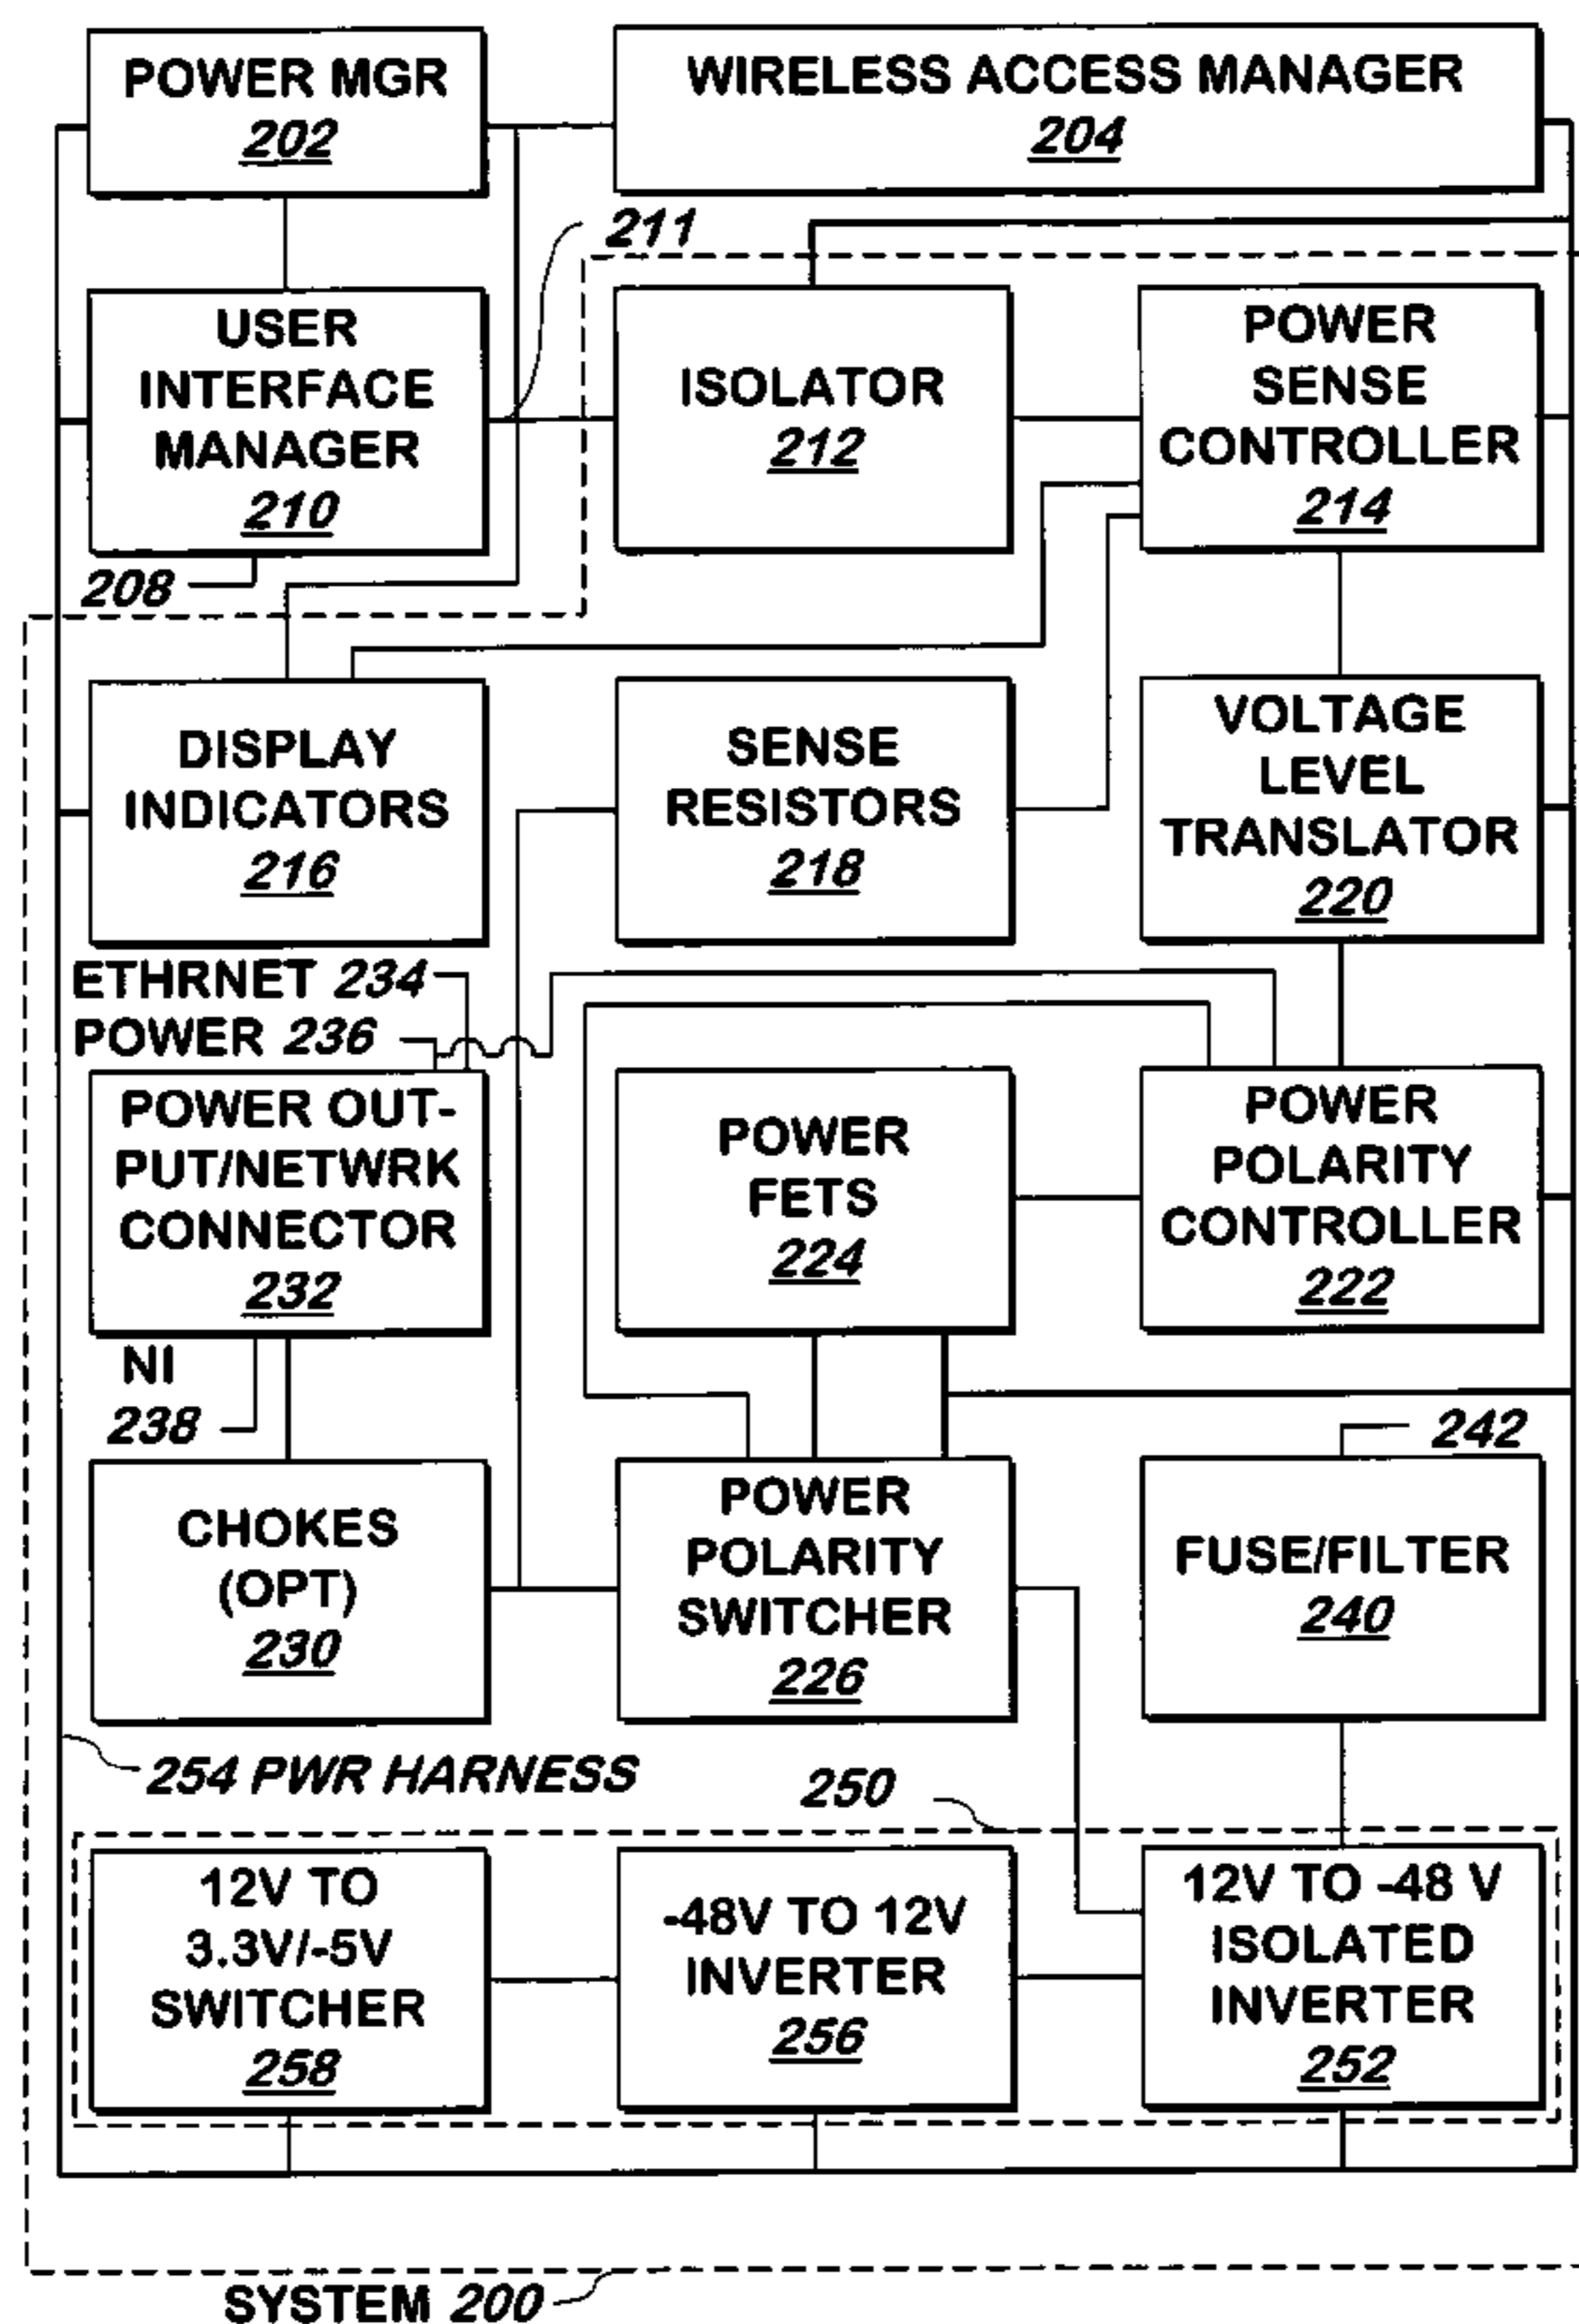 POWER MGR
202
WIRELESS ACCESS MANAGER
204
211
USER
INTERFACE
MANAGER
210
ISOLATOR
212
POWER
SENSE
CONTROLLER
214
208
DISPLAY
INDICATORS
216
SENSE
RESISTORS
218
VOLTAGE
LEVEL
TRANSLATOR
220
ETHRNET 234
POWER 236
POWER OUT-
PUT/NETWRK
CONNECTOR
232
POWER
FETS
224
POWER
POLARITY
CONTROLLER
222
NI
238
242
CHOKES
(OPT)
230
POWER
POLARITY
SWITCHER
226
FUSE/FILTER
240
254 PWR HARNESS
250
12V TO
3.3V/-5V
SWITCHER
258
-48V TO 12V
INVERTER
256
12V TO -48 V
ISOLATED
INVERTER
252
SYSTEM 200